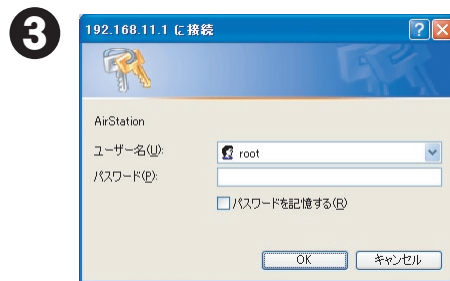 3
192.168.11.1 に接続
AirStation
ユーザー名(U):
root
パスワード(P):
パスワードを記憶する(R)
OK
キャンセル